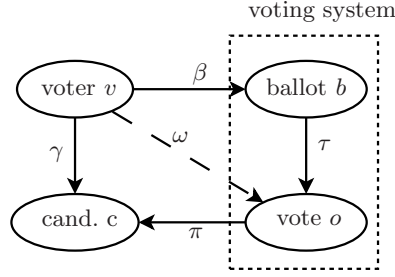 voting system
voter v
β
ballot b
γ
ω
τ
cand. c
π
vote o